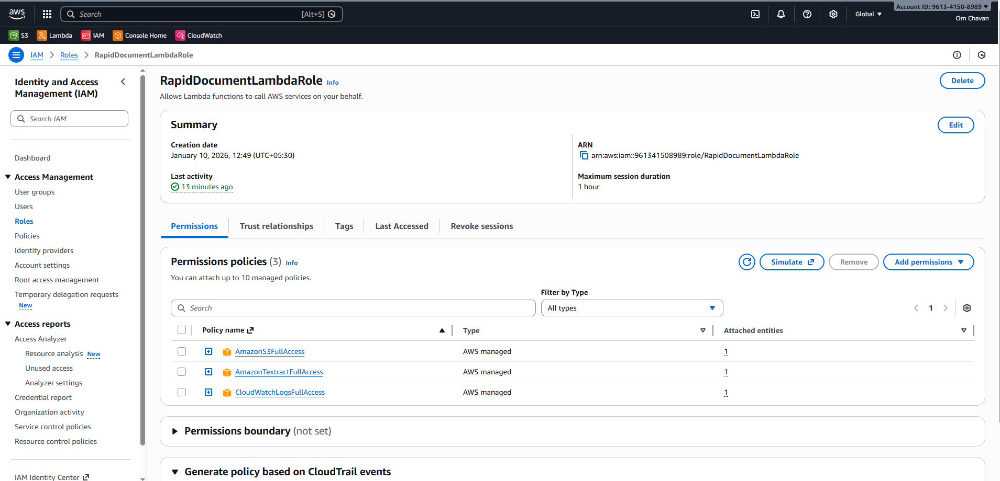 aws
Search [Alt+S]
Global
Account ID: 9613-4150-8989
Om Chavan
S3 Lambda IAM Console Home CloudWatch
IAM Roles RapidDocumentLambdaRole
Identity and Access Management (IAM)
Search IAM
Dashboard
Access Management
User groups
Users
Roles
Policies
Identity providers
Account settings
Root access management
Temporary delegation requests
New
Access reports
Access Analyzer
Resource analysis New
Unused access
Analyzer settings
Credential report
Organization activity
Service control policies
Resource control policies
IAM Identity Center
RapidDocumentLambdaRole Info
Delete
Allows Lambda functions to call AWS services on your behalf.
Summary
Edit
Creation date
January 10, 2026, 12:49 (UTC+05:30)
ARN
arn:aws:iam::961341508989:role/RapidDocumentLambdaRole
Last activity
13 minutes ago
Maximum session duration
1 hour
Permissions Trust relationships Tags Last Accessed Revoke sessions
Permissions policies (3) Info
Simulate Remove Add permissions
You can attach up to 10 managed policies.
Filter by Type
Search
All types
1
Policy name Type Attached entities
AmazonS3FullAccess AWS managed 1
AmazonTextractFullAccess AWS managed 1
CloudWatchLogsFullAccess AWS managed 1
Permissions boundary (not set)
Generate policy based on CloudTrail events